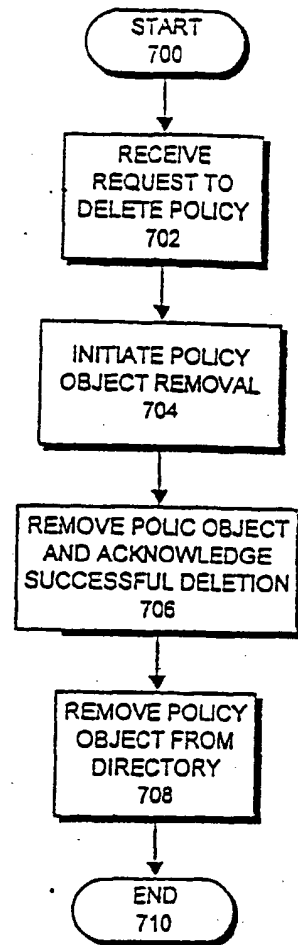 START
700
RECEIVE
REQUEST TO
DELETE POLICY
702
INITIATE POLICY
OBJECT REMOVAL
704
REMOVE POLIC OBJECT
AND ACKNOWLEDGE
SUCCESSFUL DELETION
706
REMOVE POLICY
OBJECT FROM
DIRECTORY
708
END
710